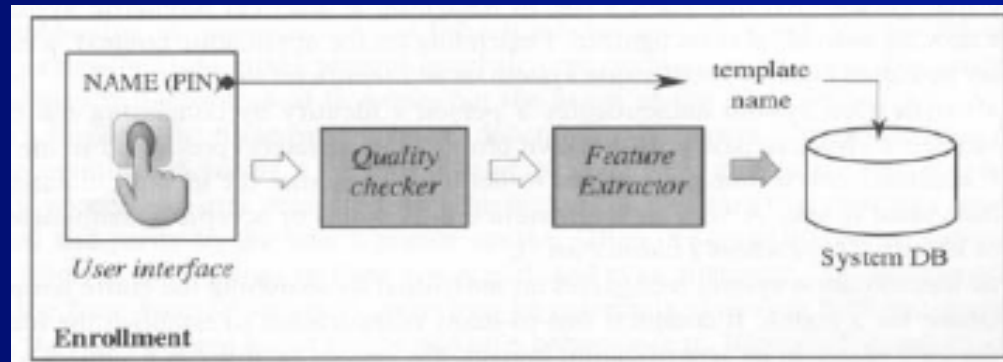 NAME (PIN)
template
name
Quality
checker
Feature
Extractor
User interface
System DB
Enrollment